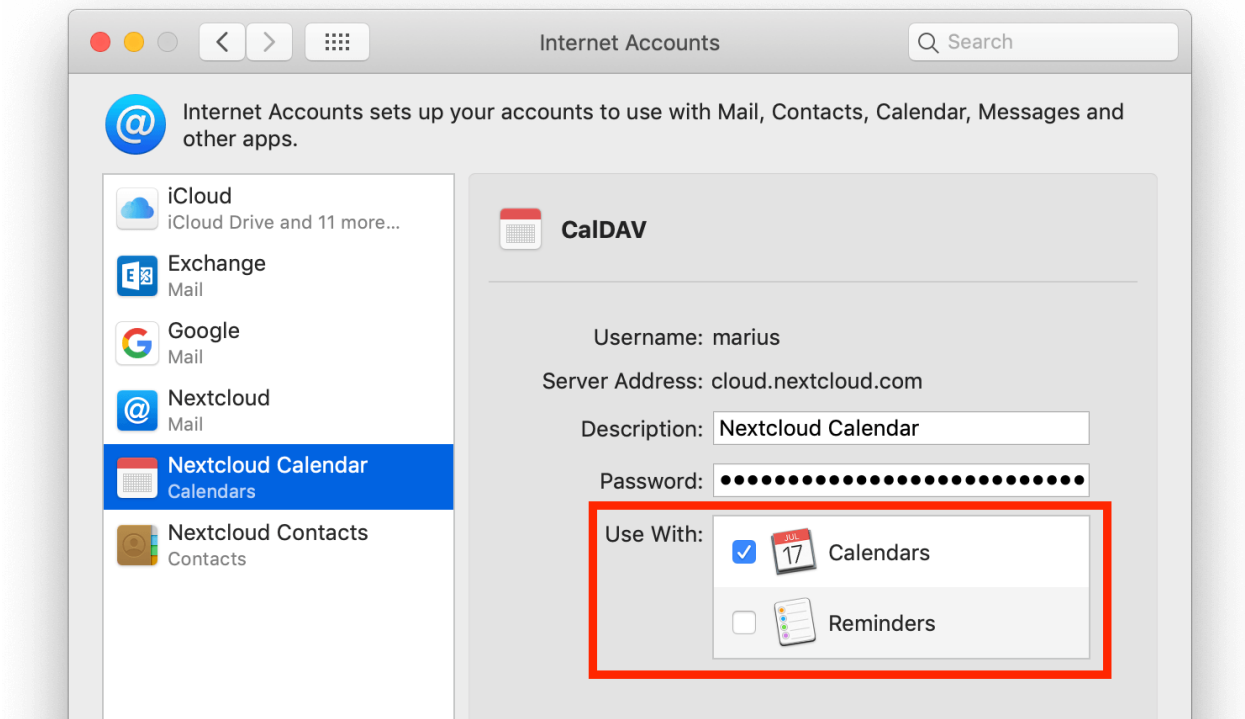 Internet Accounts
Search
Internet Accounts sets up your accounts to use with Mail, Contacts, Calendar, Messages and
other apps.
iCloud
iCloud Drive and 11 more...
Exchange
Mail
Google
Mail
Nextcloud
Mail
Nextcloud Calendar
Calendars
Nextcloud Contacts
Contacts
CalDAV
Username: marius
Server Address: cloud.nextcloud.com
Description: Nextcloud Calendar
Password: ●●●●●●●●●●●●●●●●●●●●●●●●●●●
Use With:
JUL
17
Calendars
Reminders